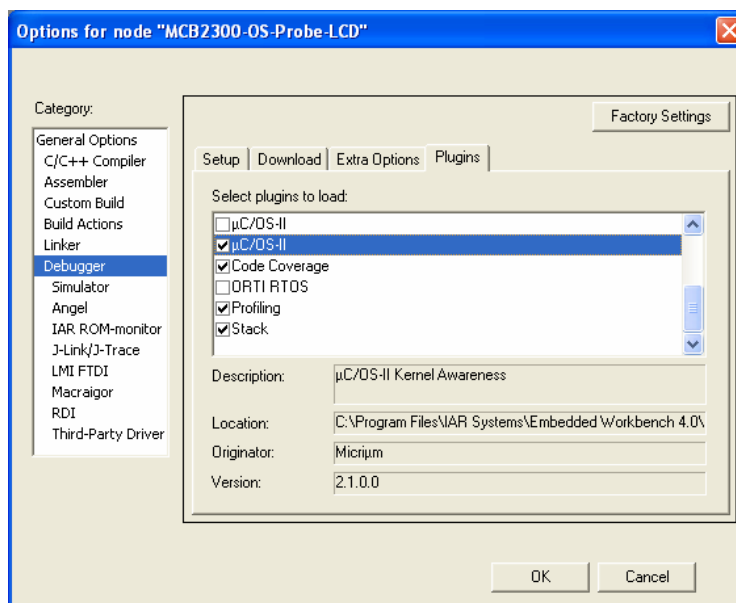 Options for node "MCB2300-OS-Probe-LCD"
Category:
General Options
C/C++ Compiler
Assembler
Custom Build
Build Actions
Linker
Debugger
Simulator
Angel
IAR ROM-monitor
J-Link/J-Trace
LMI FTDI
Macraigor
RDI
Third-Party Driver
Factory Settings
Setup
Download
Extra Options
Plugins
Select plugins to load:
µC/OS-II
µC/OS-II
Code Coverage
ORTI RTOS
Profiling
Stack
Description:
µC/OS-II Kernel Awareness
Location:
C:\Program Files\IAR Systems\Embedded Workbench 4.0\
Originator:
Micriµm
Version:
2.1.0.0
OK
Cancel